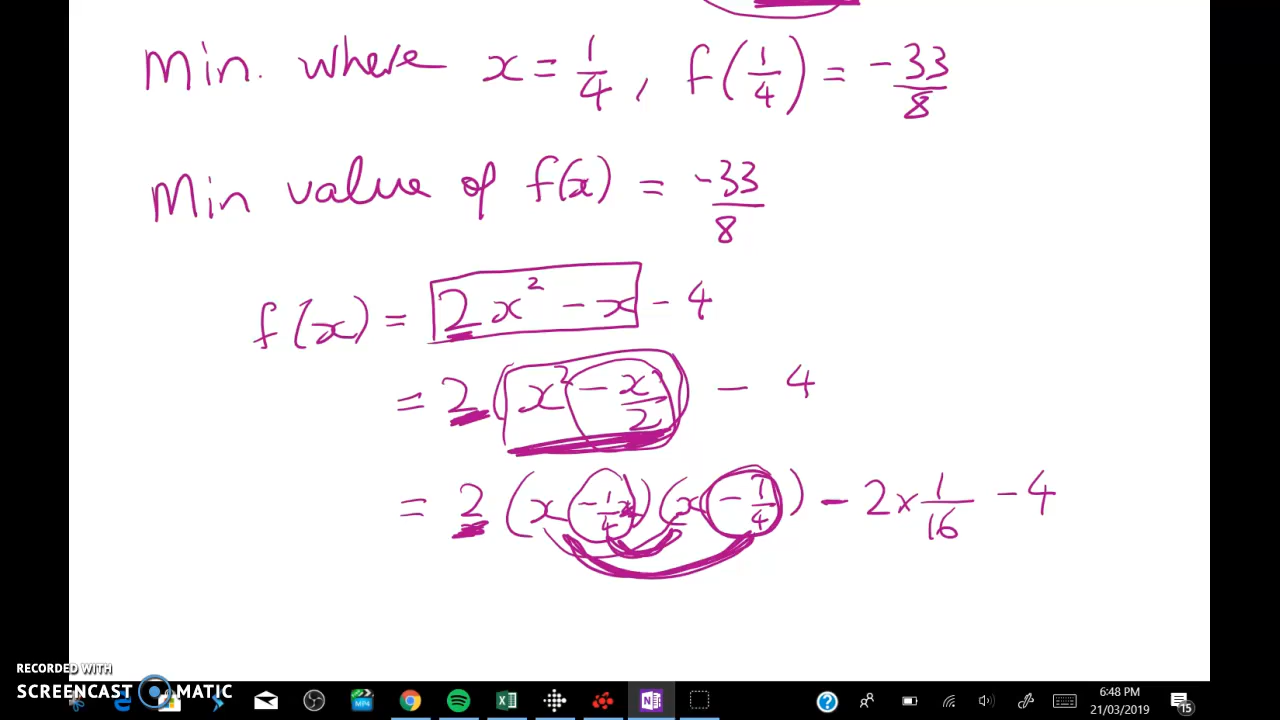 Min. where x = 1/4, f(1/4) = -33/8
Min value of f(x) = -33/8
f(x) = 2x² - x - 4
= 2(x² - x/2) - 4
= 2(x - 1/4)(x - 1/4) - 2 × 1/16 - 4
RECORDED WITH
SCREENCAST MATIC
MP4
6:48 PM
21/03/2019
15